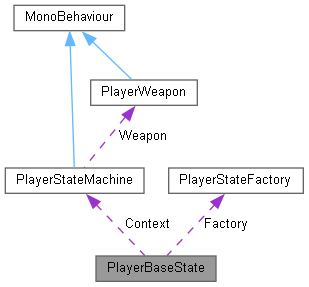 MonoBehaviour
PlayerWeapon
Weapon
PlayerStateMachine
PlayerStateFactory
Context
Factory
PlayerBaseState